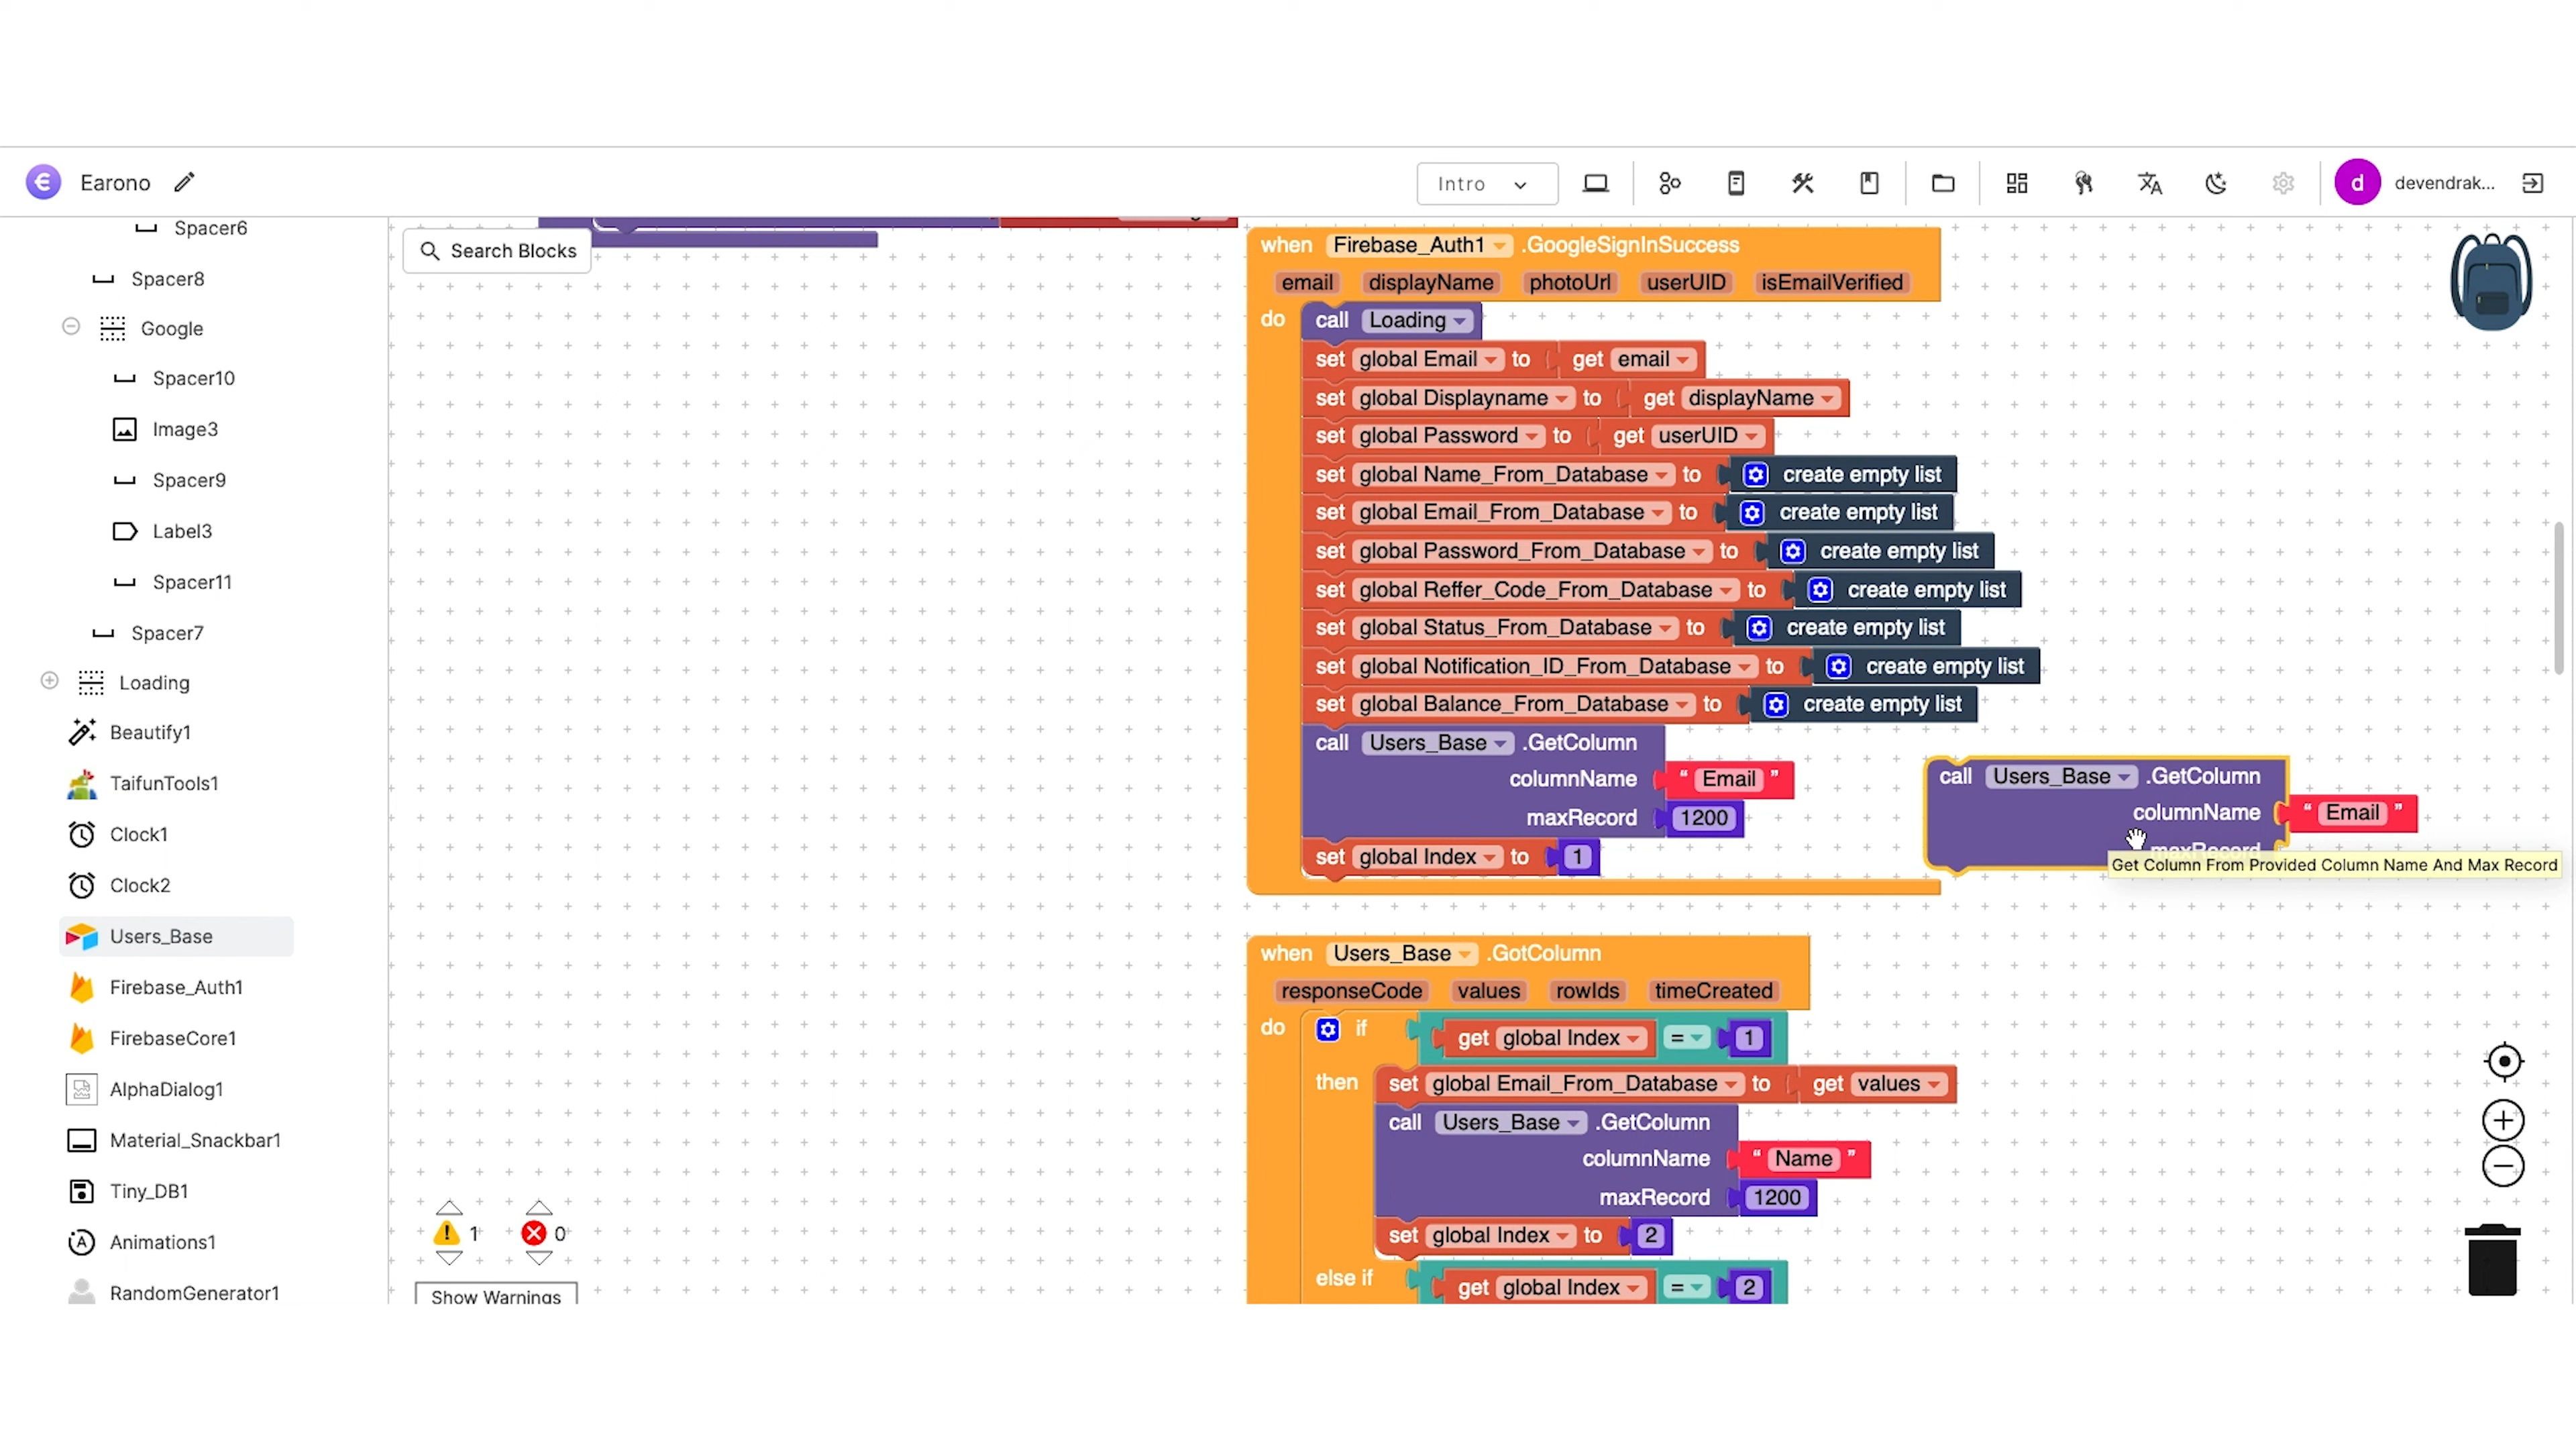 Earono
Intro
d
devendrak...
Spacer6
Spacer8
Google
Spacer10
Image3
Spacer9
Label3
Spacer11
Spacer7
Loading
Beautify1
TaifunTools1
Clock1
Clock2
Users_Base
Firebase_Auth1
FirebaseCore1
AlphaDialog1
Material_Snackbar1
Tiny_DB1
Animations1
RandomGenerator1
Search Blocks
when Firebase_Auth1 .GoogleSignInSuccess
email displayName photoUrl userUID isEmailVerified
do call Loading
set global Email to get email
set global Displayname to get displayName
set global Password to get userUID
set global Name_From_Database to create empty list
set global Email_From_Database to create empty list
set global Password_From_Database to create empty list
set global Reffer_Code_From_Database to create empty list
set global Status_From_Database to create empty list
set global Notification_ID_From_Database to create empty list
set global Balance_From_Database to create empty list
call Users_Base .GetColumn
columnName “ Email ”
maxRecord 1200
set global Index to 1
call Users_Base .GetColumn
columnName “ Email ”
maxRecord
Get Column From Provided Column Name And Max Record
when Users_Base .GotColumn
responseCode values rowIds timeCreated
do if get global Index = 1
then set global Email_From_Database to get values
call Users_Base .GetColumn
columnName “ Name ”
maxRecord 1200
set global Index to 2
else if get global Index = 2
1 0
Show Warnings